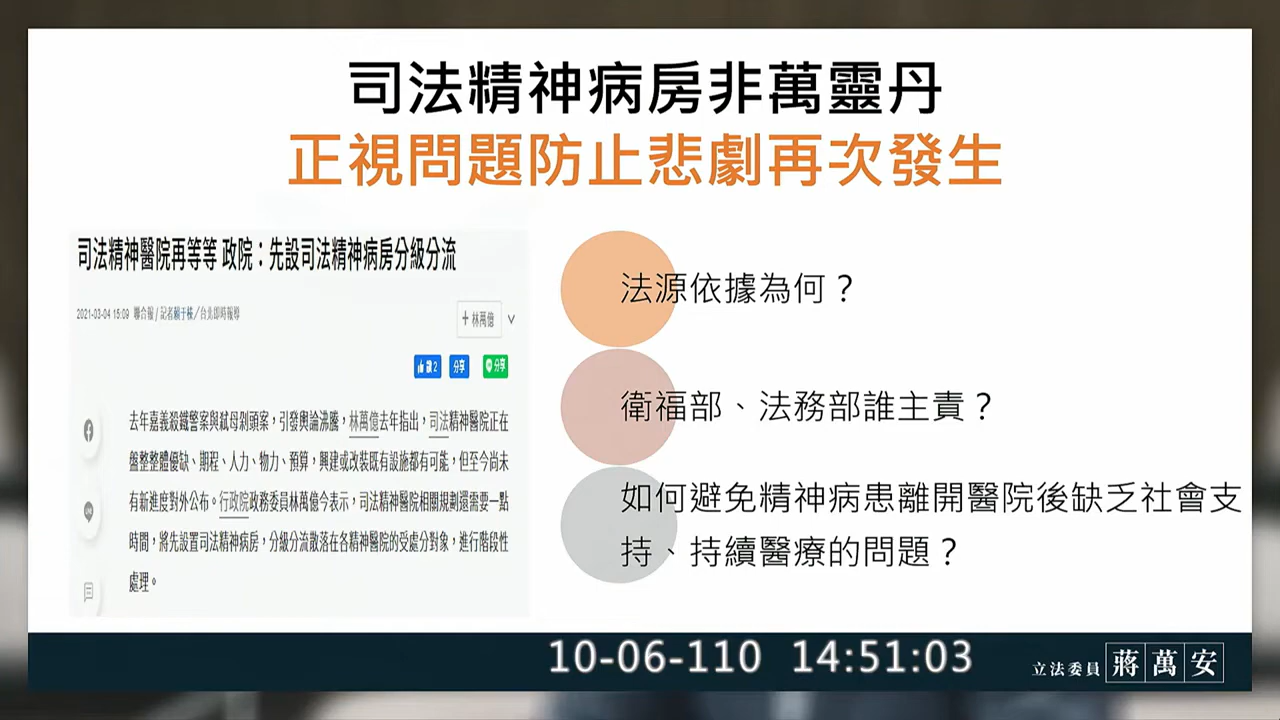 司法精神病房非萬靈丹
正視問題防止悲劇再次發生
司法精神醫院再等等 政院：先設司法精神病房分級分流
2021-03-04 15:09 聯合報 / 記者賴于榛／台北即時報導
+ 林萬億
讚 2
分享
分享
去年嘉義殺鐵警案與弒母剁頭案，引發輿論沸騰，林萬億去年指出，司法精神醫院正在
盤整整體優缺、期程、人力、物力、預算，興建或改裝既有設施都有可能，但至今尚未
有新進度對外公布。行政院政務委員林萬億今表示，司法精神醫院相關規劃還需要一點
時間，將先設置司法精神病房，分級分流散落在各精神醫院的受處分對象，進行階段性
處理。
法源依據為何？
衛福部、法務部誰主責？
如何避免精神病患離開醫院後缺乏社會支
持、持續醫療的問題？
10-06-110 14:51:03
立法委員 蔣萬安